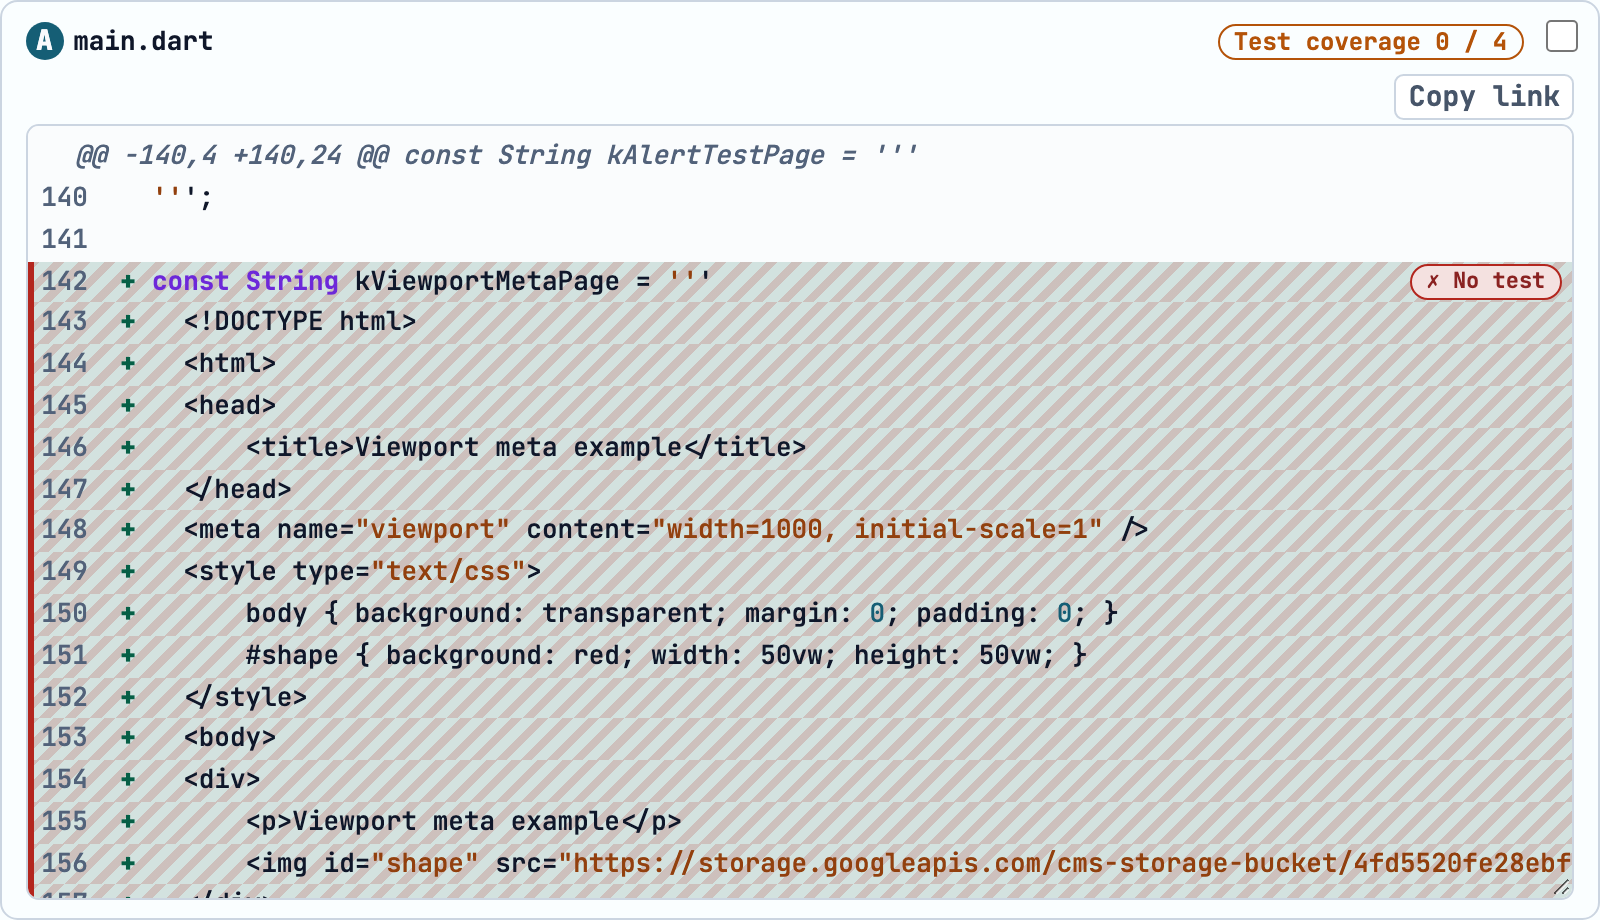 A main.dart
Test coverage 0 / 4
Copy link
@@ -140,4 +140,24 @@ const String kAlertTestPage = '''
140 ''';
141
142 + const String kViewportMetaPage = '''
✗ No test
143 + <!DOCTYPE html>
144 + <html>
145 + <head>
146 + <title>Viewport meta example</title>
147 + </head>
148 + <meta name="viewport" content="width=1000, initial-scale=1" />
149 + <style type="text/css">
150 + body { background: transparent; margin: 0; padding: 0; }
151 + #shape { background: red; width: 50vw; height: 50vw; }
152 + </style>
153 + <body>
154 + <div>
155 + <p>Viewport meta example</p>
156 + <img id="shape" src="https://storage.googleapis.com/cms-storage-bucket/4fd5520fe28ebf